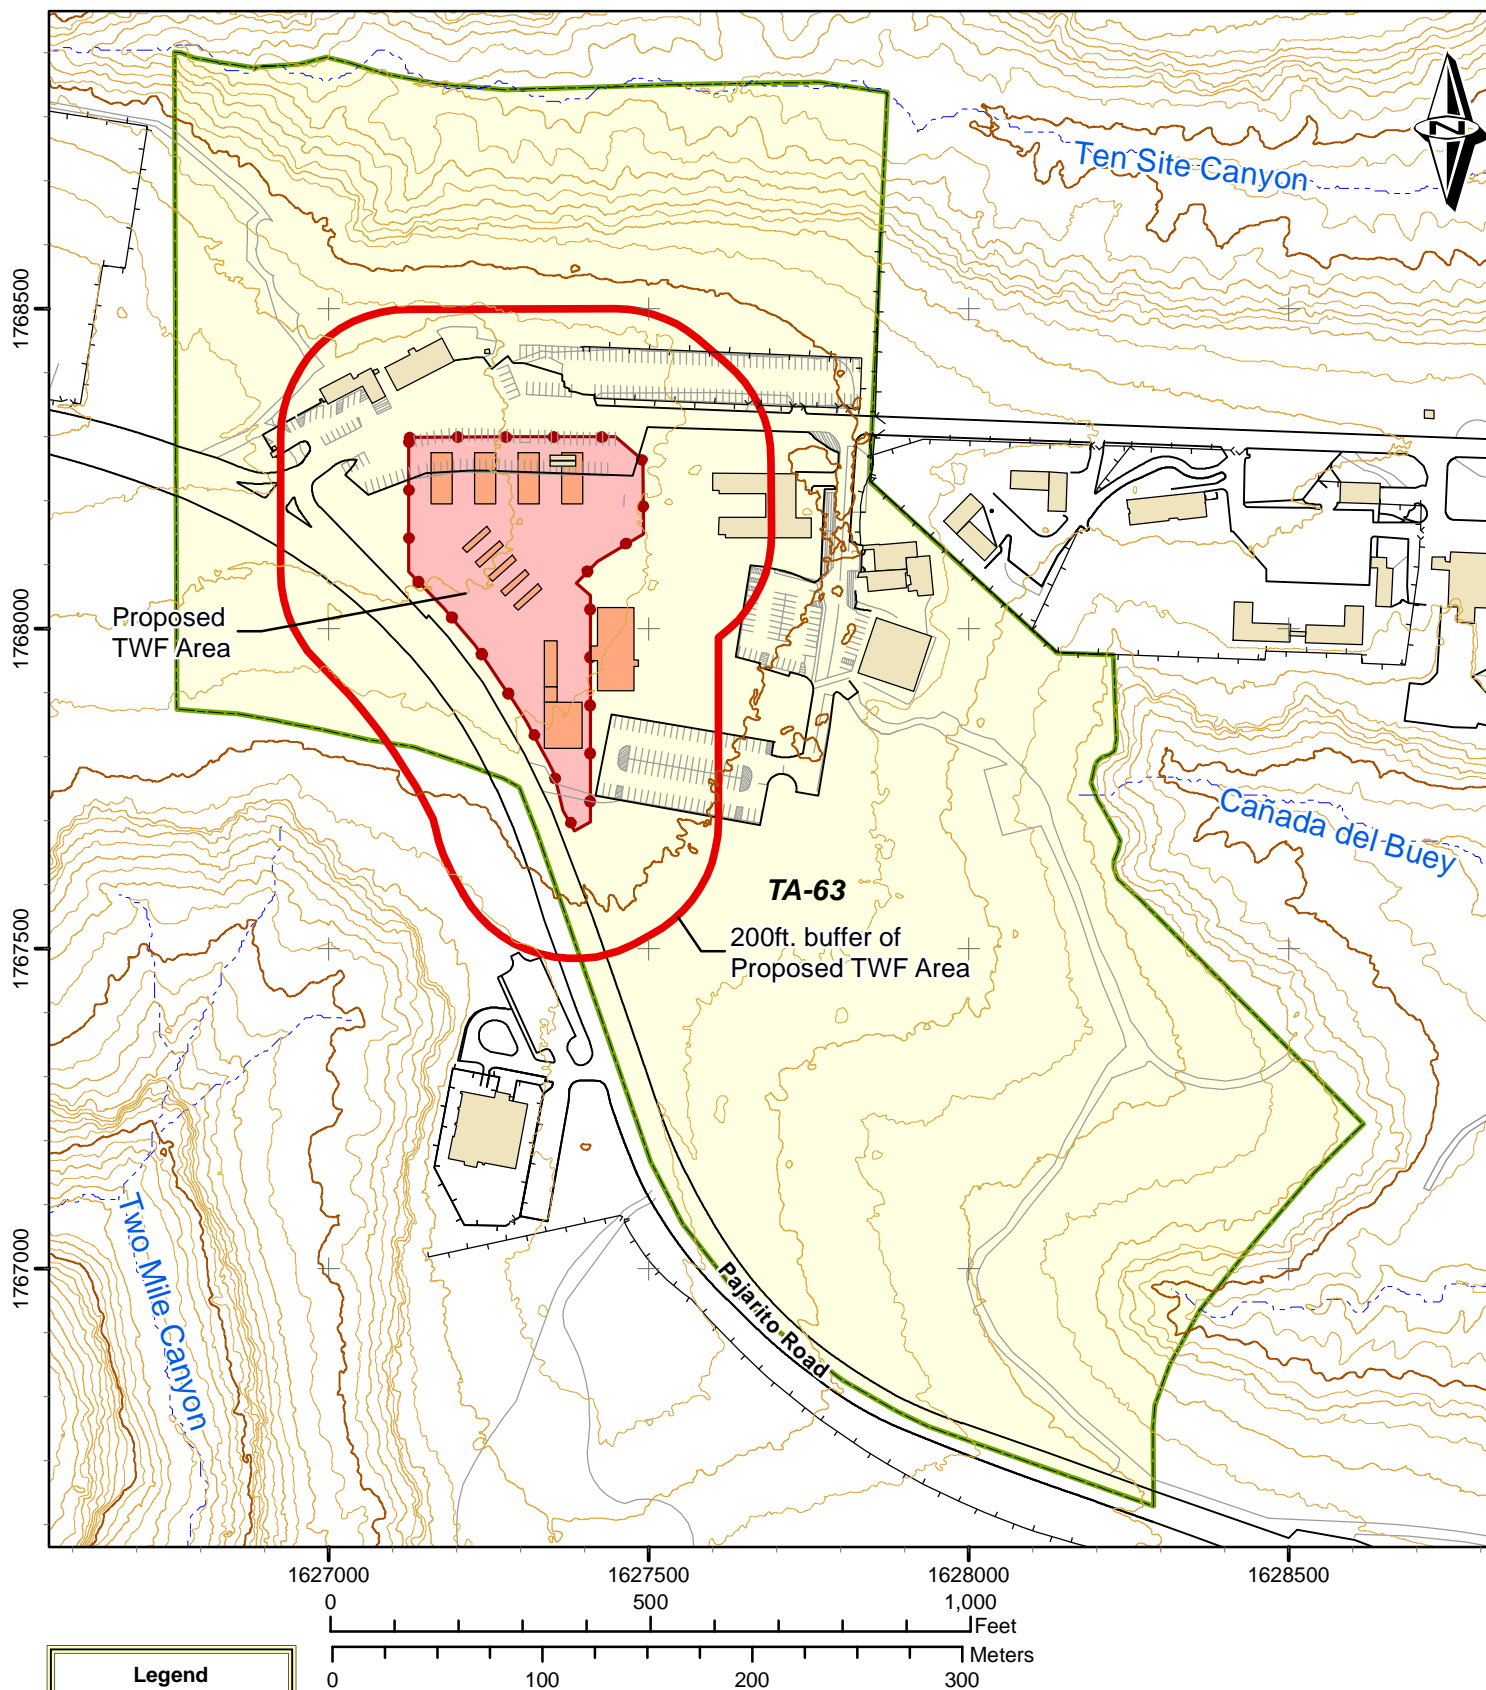 N
Ten Site Canyon
1768500
Proposed
TWF Area
1768000
Cañada del Buey
TA-63
200ft. buffer of
Proposed TWF Area
1767500
Two Mile Canyon
1767000
Pajarito Road
1627000
1627500
1628000
1628500
0
500
1,000
Feet
Meters
0
100
200
300
Legend